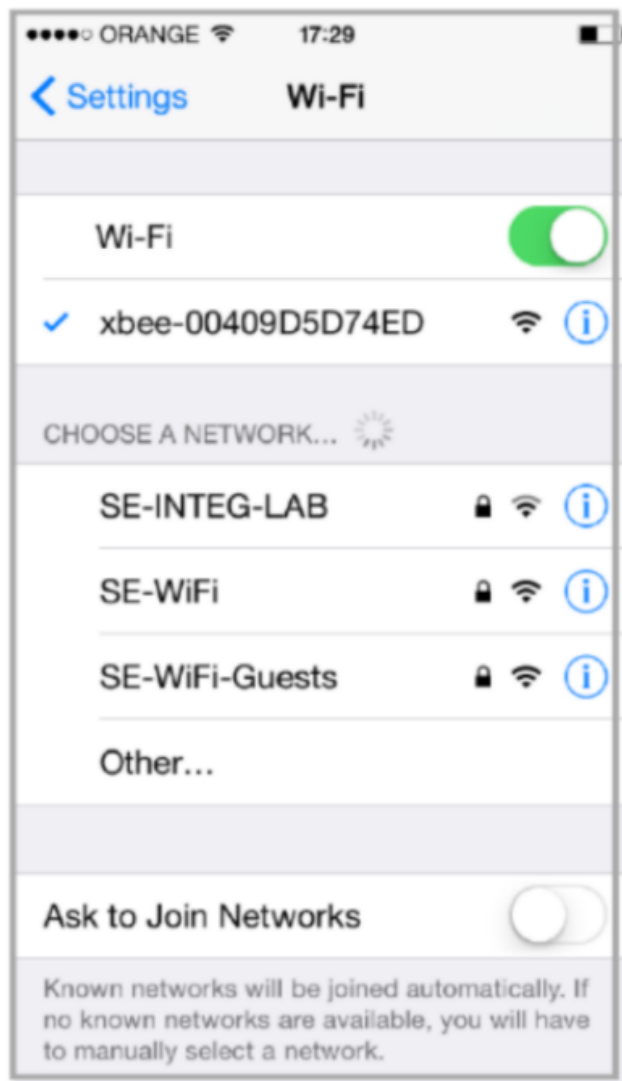 ORANGE 17:29
Settings Wi-Fi
Wi-Fi
xbee-00409D5D74ED
CHOOSE A NETWORK...
SE-INTEG-LAB
SE-WiFi
SE-WiFi-Guests
Other...
Ask to Join Networks
Known networks will be joined automatically. If
no known networks are available, you will have
to manually select a network.